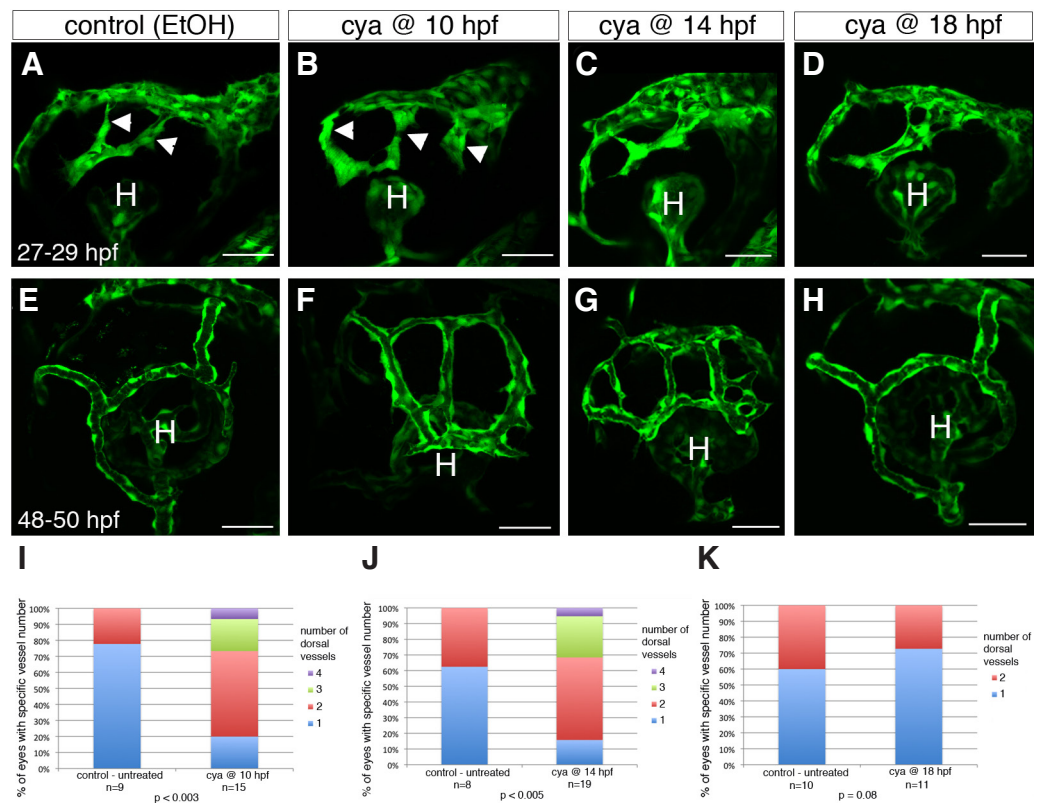 control (EtOH)
cya @ 10 hpf
cya @ 14 hpf
cya @ 18 hpf
A
H
27-29 hpf
B
H
C
H
D
H
E
H
48-50 hpf
F
H
G
H
H
H
I
% of eyes with specific vessel number
100%
90%
80%
70%
60%
50%
40%
30%
20%
10%
0%
control - untreated
n=9
cya @ 10 hpf
n=15
p < 0.003
number of
dorsal
vessels
4
3
2
1
J
% of eyes with specific vessel number
100%
90%
80%
70%
60%
50%
40%
30%
20%
10%
0%
control - untreated
n=8
cya @ 14 hpf
n=19
p < 0.005
number of
dorsal
vessels
4
3
2
1
K
% of eyes with specific vessel number
100%
90%
80%
70%
60%
50%
40%
30%
20%
10%
0%
control - untreated
n=10
cya @ 18 hpf
n=11
p = 0.08
number of
dorsal
vessels
2
1